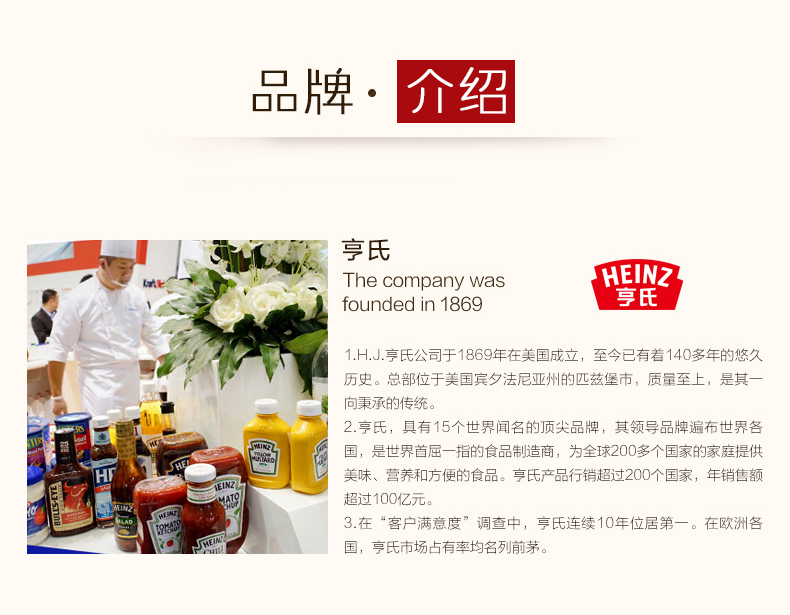 品牌·介绍
亨氏
The company was
founded in 1869
HEINZ
亨氏
1.H.J.亨氏公司于1869年在美国成立，至今已有着140多年的悠久
历史。总部位于美国宾夕法尼亚州的匹兹堡市，质量至上，是其一
向秉承的传统。
2.亨氏，具有15个世界闻名的顶尖品牌，其领导品牌遍布世界各
国，是世界首屈一指的食品制造商，为全球200多个国家的家庭提供
美味、营养和方便的食品。亨氏产品行销超过200个国家，年销售额
超过100亿元。
3.在“客户满意度”调查中，亨氏连续10年位居第一。在欧洲各
国，亨氏市场占有率均名列前茅。
Kraft
HEINZ
YELLOW
MUSTARD
BULL'S-EYE
HEINZ
SALAD
HEINZ
TOMATO
KETCHUP
HEINZ
TOMATO
KETCHUP
HEINZ
CHILI